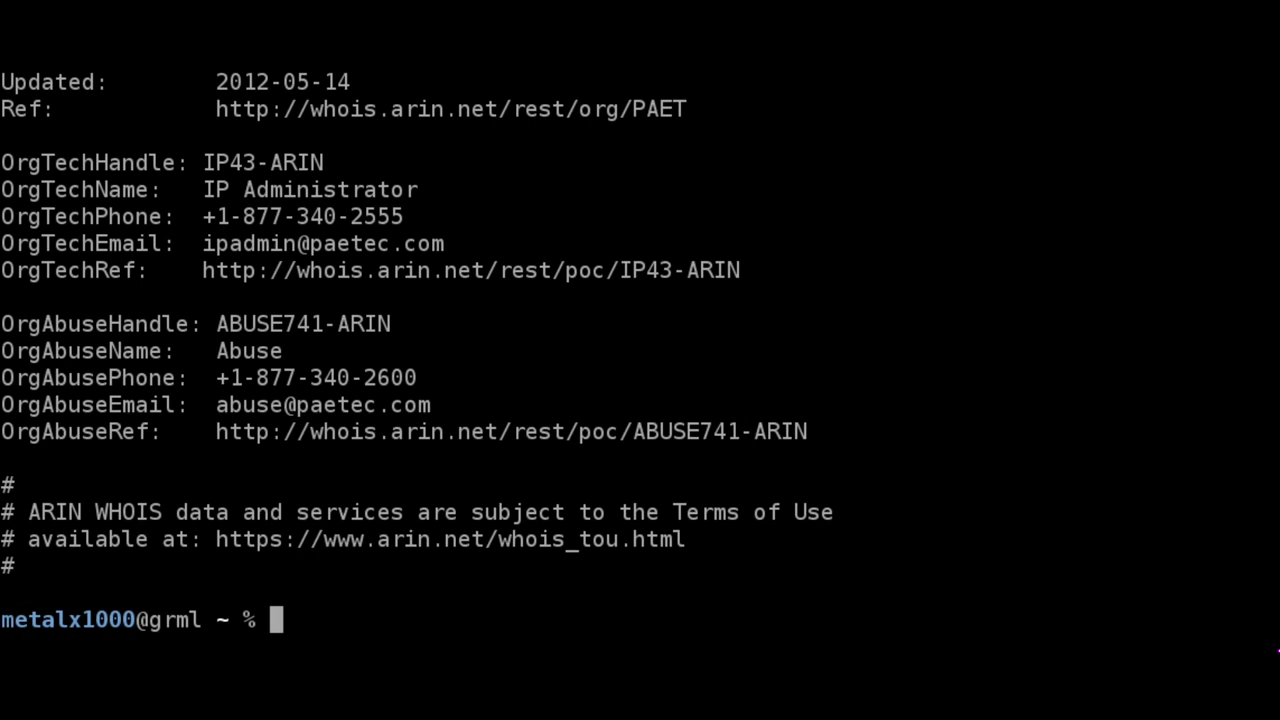 Updated:        2012-05-14
Ref:            http://whois.arin.net/rest/org/PAET
OrgTechHandle: IP43-ARIN
OrgTechName:   IP Administrator
OrgTechPhone:  +1-877-340-2555
OrgTechEmail:  ipadmin@paetec.com
OrgTechRef:    http://whois.arin.net/rest/poc/IP43-ARIN
OrgAbuseHandle: ABUSE741-ARIN
OrgAbuseName:   Abuse
OrgAbusePhone:  +1-877-340-2600
OrgAbuseEmail:  abuse@paetec.com
OrgAbuseRef:    http://whois.arin.net/rest/poc/ABUSE741-ARIN
#
# ARIN WHOIS data and services are subject to the Terms of Use
# available at: https://www.arin.net/whois_tou.html
#
metalx1000@grml ~ %